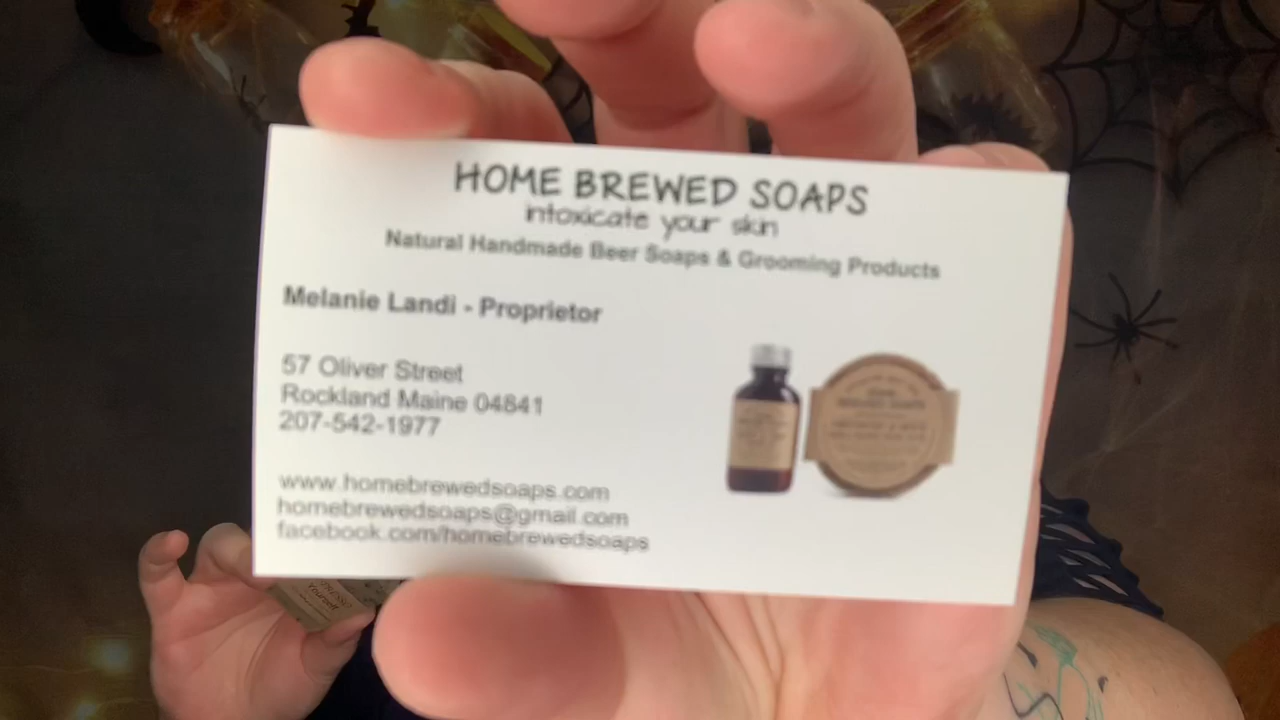 HOME BREWED SOAPS
intoxicate your skin
Natural Handmade Beer Soaps & Grooming Products
Melanie Landi - Proprietor
57 Oliver Street
Rockland Maine 04841
207-542-1977
www.homebrewedsoaps.com
homebrewedsoaps@gmail.com
facebook.com/homebrewedsoaps
Yourself